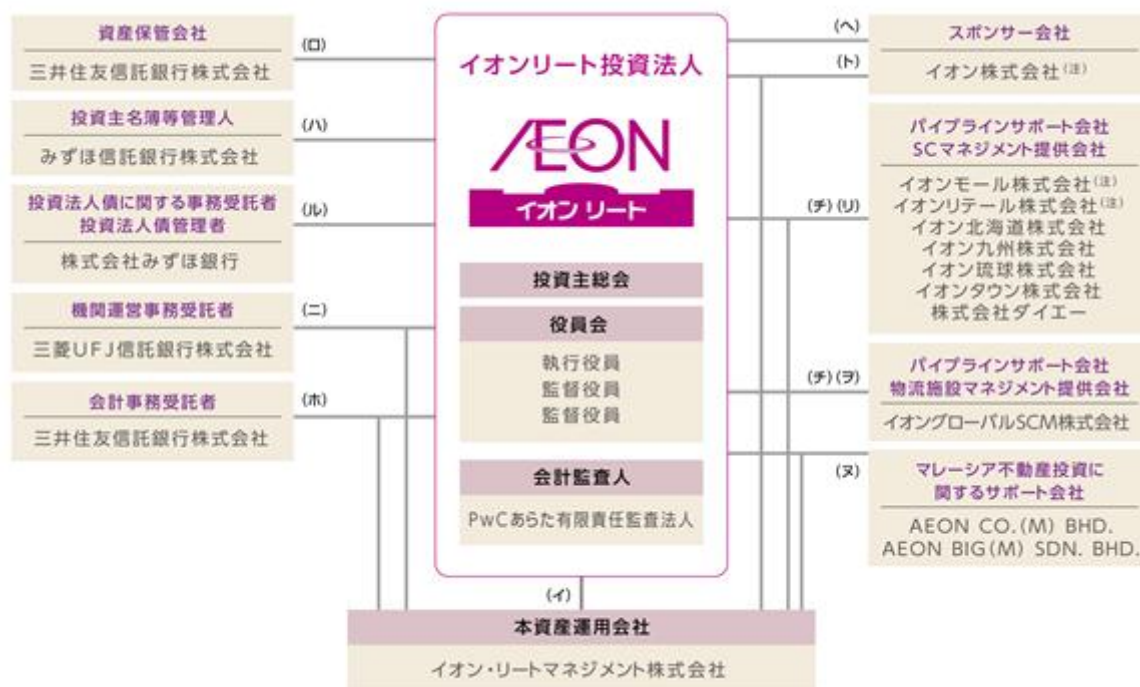 資産保管会社
三井住友信託銀行株式会社
(ロ)
投資主名簿等管理人
みずほ信託銀行株式会社
(ハ)
投資法人債に関する事務受託者
投資法人債管理者
株式会社みずほ銀行
(ル)
機関運営事務受託者
三菱UFJ信託銀行株式会社
(ニ)
会計事務受託者
三井住友信託銀行株式会社
(ホ)
イオンリート投資法人
ÆON
イオン リート
投資主総会
役員会
執行役員
監督役員
監督役員
会計監査人
PwCあらた有限責任監査法人
(ヘ)
スポンサー会社
(ト)
イオン株式会社(注)
パイプラインサポート会社
SCマネジメント提供会社
イオンモール株式会社(注)
(チ)(リ)
イオンリテール株式会社(注)
イオン北海道株式会社
イオン九州株式会社
イオン琉球株式会社
イオンタウン株式会社
株式会社ダイエー
(チ)(ヲ)
パイプラインサポート会社
物流施設マネジメント提供会社
イオングローバルSCM株式会社
(ヌ)
マレーシア不動産投資に
関するサポート会社
AEON CO.(M) BHD.
AEON BIG(M) SDN. BHD.
(イ)
本資産運用会社
イオン・リートマネジメント株式会社